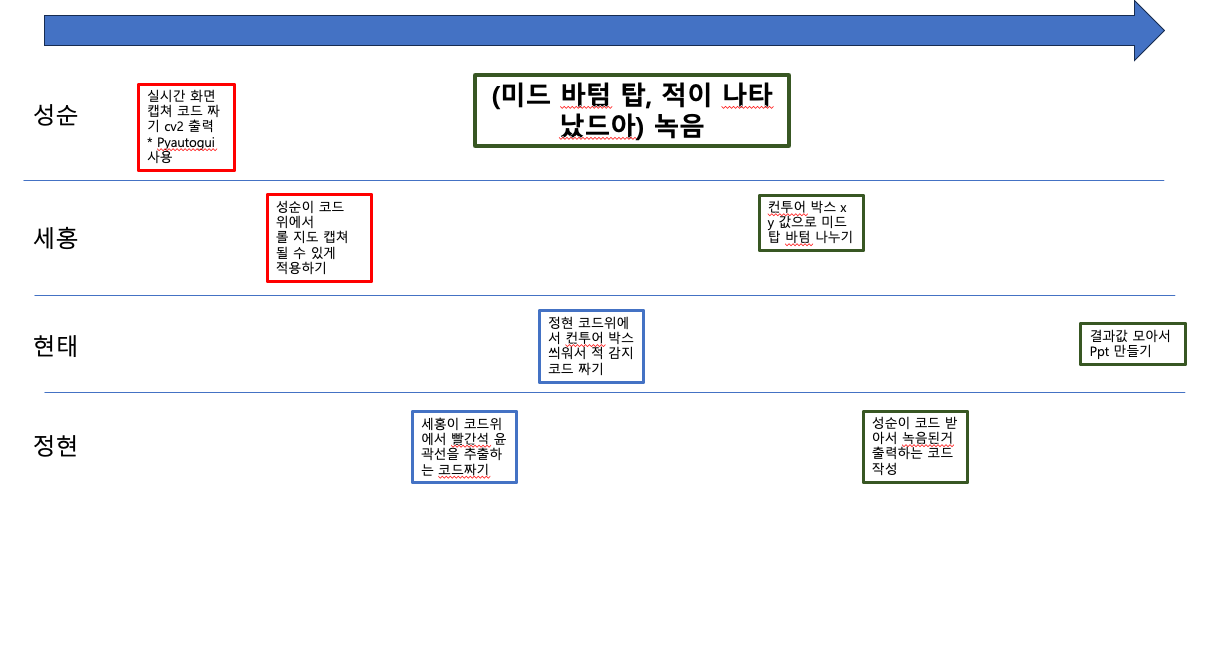 성순
실시간 화면
캡쳐 코드 짜
기 cv2 출력
* Pyautogui
사용
(미드 바텀 탑, 적이 나타
났드아) 녹음
세홍
성순이 코드
위에서
롤 지도 캡쳐
될 수 있게
적용하기
컨투어 박스 x
y 값으로 미드
탑 바텀 나누기
현태
정현 코드위에
서 컨투어 박스
씌워서 적 감지
코드 짜기
결과값 모아서
Ppt 만들기
정현
세홍이 코드위
에서 빨간석 윤
곽선을 추출하
는 코드짜기
성순이 코드 받
아서 녹음된거
출력하는 코드
작성